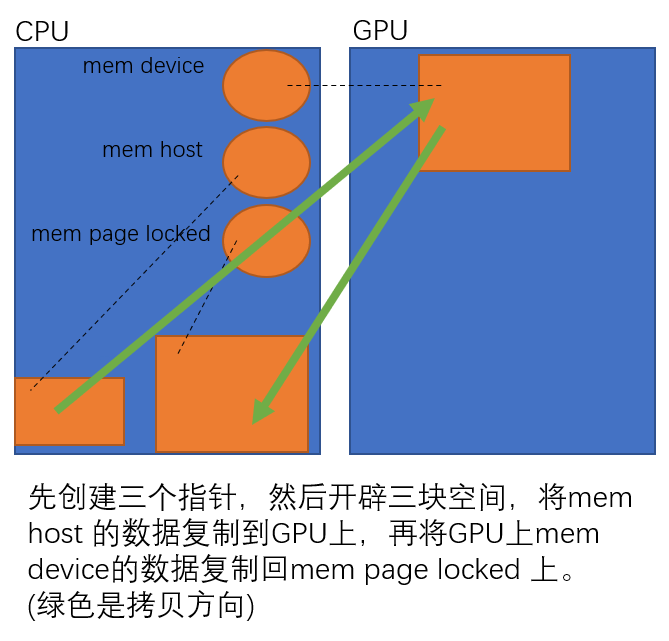 CPU
GPU
mem device
mem host
mem page locked
先创建三个指针，然后开辟三块空间，将mem
host 的数据复制到GPU上，再将GPU上mem
device的数据复制回mem page locked 上。
(绿色是拷贝方向)